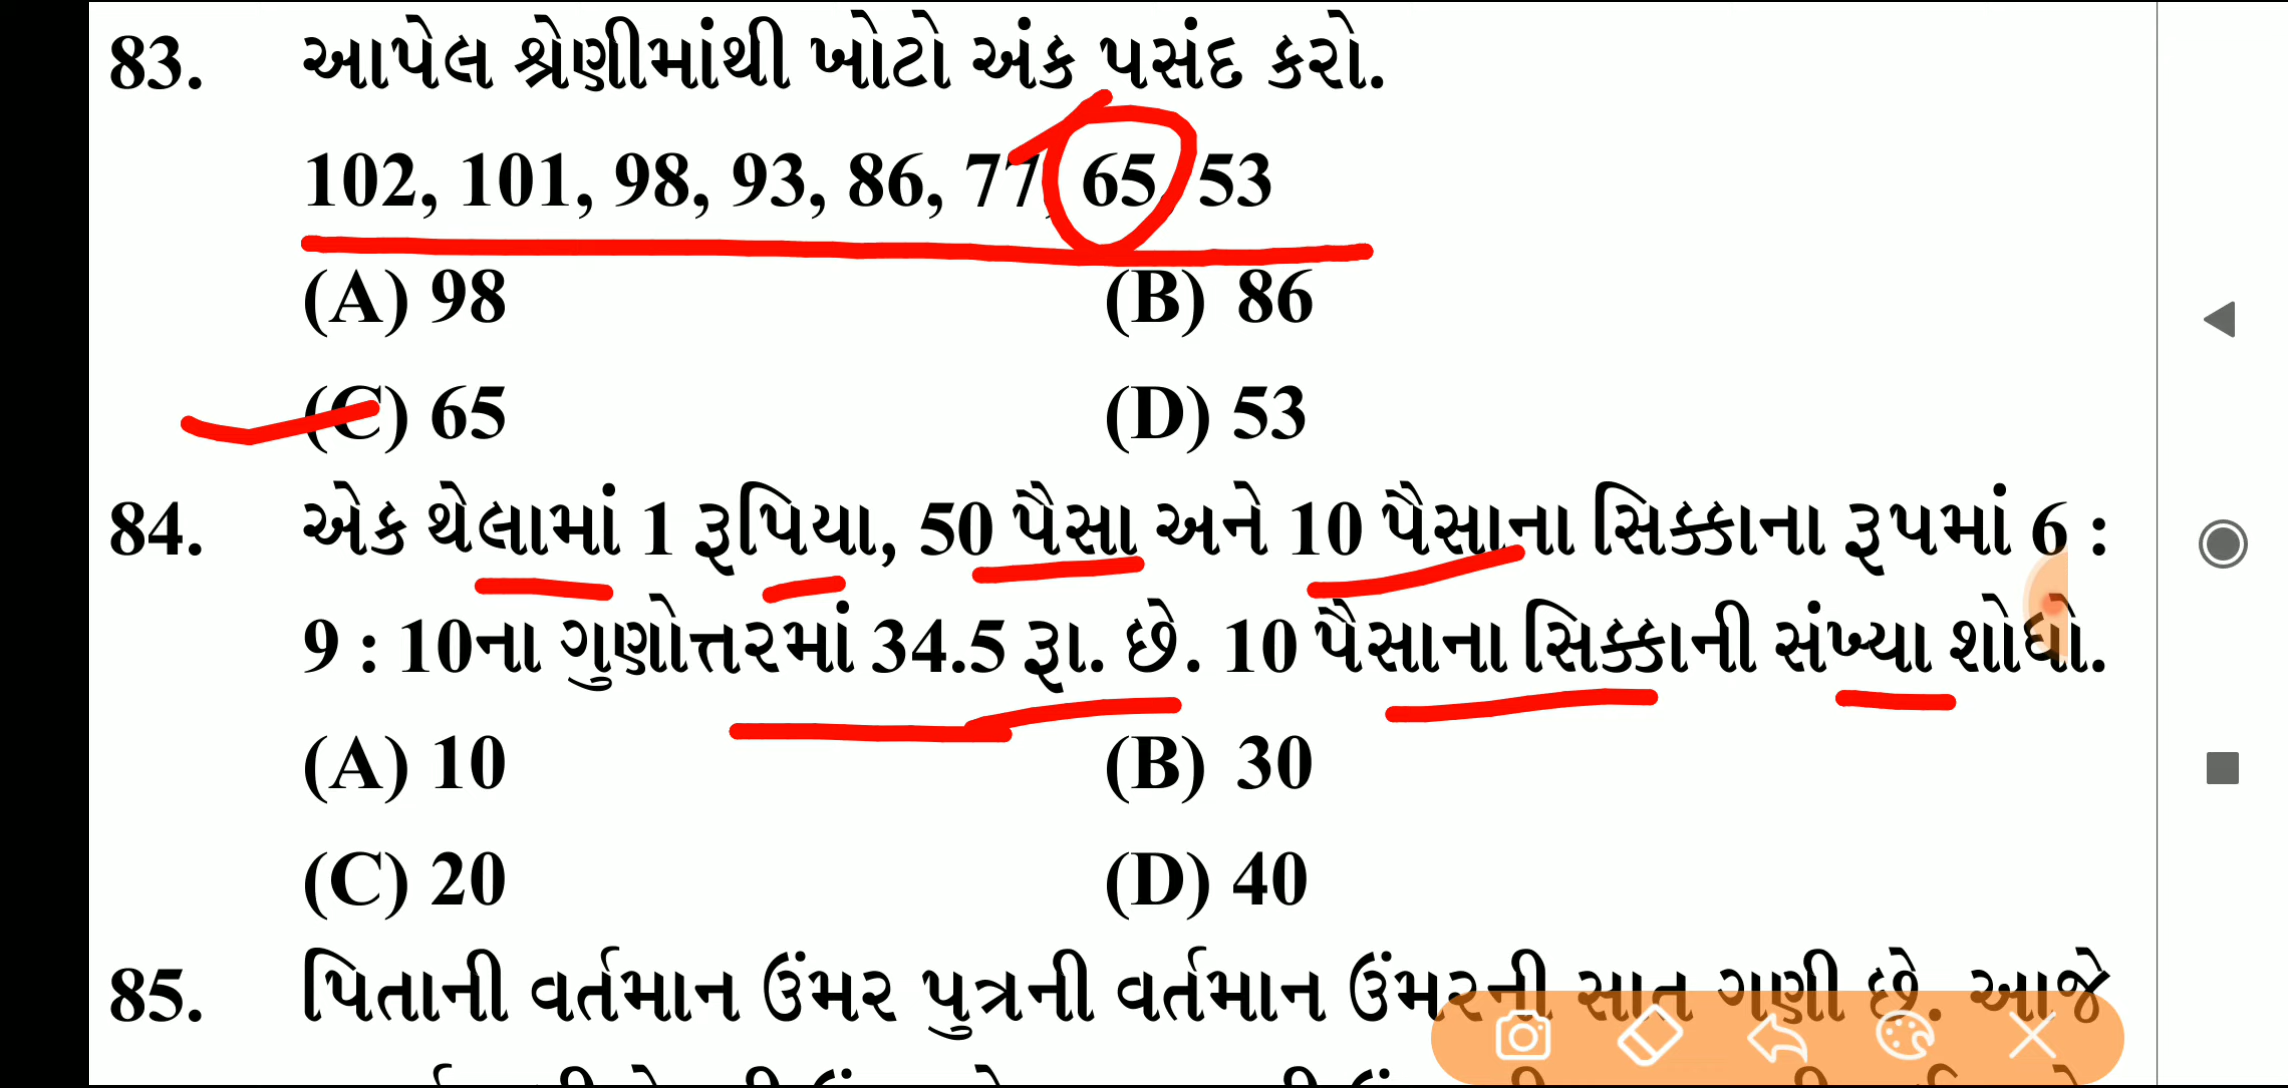 83. આપેલ શ્રેણીમાંથી ખોટો અંક પસંદ કરો.
102, 101, 98, 93, 86, 77, 65, 53
(A) 98 (B) 86
(C) 65 (D) 53
84. એક થેલામાં 1 રૂપિયા, 50 પૈસા અને 10 પૈસાના સિક્કાના રૂપમાં 6 :
9 : 10ના ગુણોત્તરમાં 34.5 રૂા. છે. 10 પૈસાના સિક્કાની સંખ્યા શોધો.
(A) 10 (B) 30
(C) 20 (D) 40
85. પિતાની વર્તમાન ઉંમર પુત્રની વર્તમાન ઉંમરની સાત ગણી છે. આજે